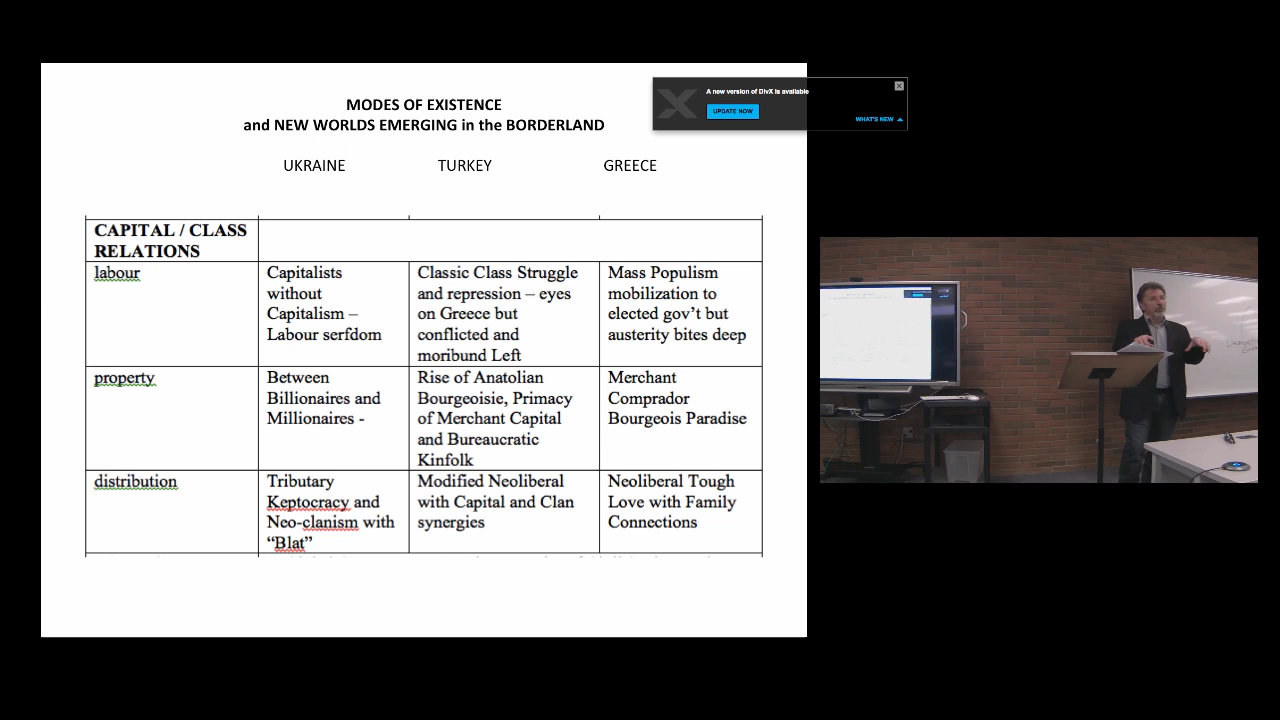 MODES OF EXISTENCE
and NEW WORLDS EMERGING in the BORDERLAND
A new version of DivX is available
UPDATE NOW
WHAT'S NEW
UKRAINE
TURKEY
GREECE
CAPITAL / CLASS
RELATIONS
labour
Capitalists
without
Capitalism –
Labour serfdom
Classic Class Struggle
and repression – eyes
on Greece but
conflicted and
moribund Left
Mass Populism
mobilization to
elected gov't but
austerity bites deep
property
Between
Billionaires and
Millionaires -
Rise of Anatolian
Bourgeoisie, Primacy
of Merchant Capital
and Bureaucratic
Kinfolk
Merchant
Comprador
Bourgeois Paradise
distribution
Tributary
Keptocracy and
Neo-clanism with
“Blat”
Modified Neoliberal
with Capital and Clan
synergies
Neoliberal Tough
Love with Family
Connections